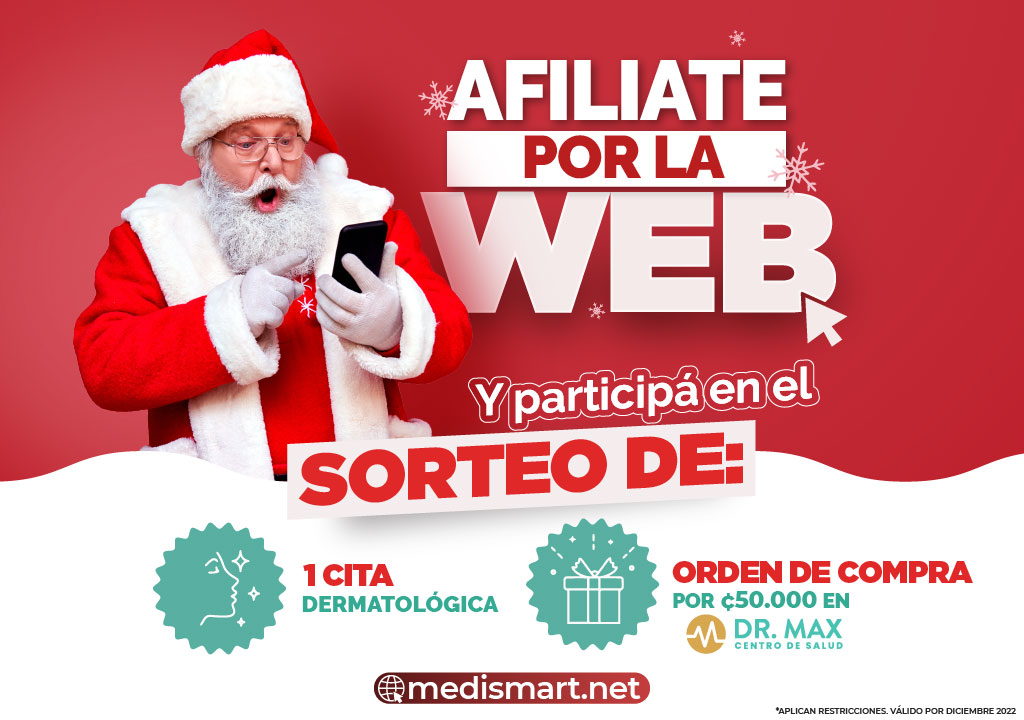 AFILIATE
POR LA
WEB
Y participá en el
SORTEO DE:
1 CITA
DERMATOLÓGICA
ORDEN DE COMPRA
POR ₡50.000 EN
DR. MAX
CENTRO DE SALUD
medismart.net
*APLICAN RESTRICCIONES. VÁLIDO POR DICIEMBRE 2022